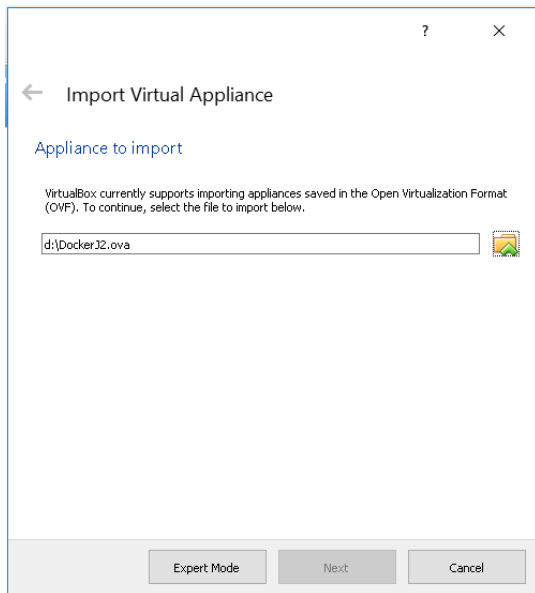 ?
Import Virtual Appliance
Appliance to import
VirtualBox currently supports importing appliances saved in the Open Virtualization Format
(OVF). To continue, select the file to import below.
d:\DockerJ2.ova
Expert Mode Next Cancel